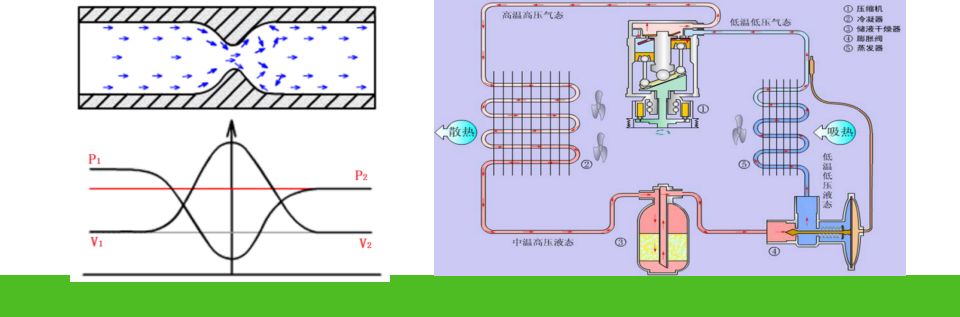 P1
P2
V1
V2
高温高压气态
低温低压气态
① 压缩机
② 冷凝器
③ 储液干燥器
④ 膨胀阀
⑤ 蒸发器
①
散热
吸热
②
⑤
低温低压液态
中温高压液态
③
④